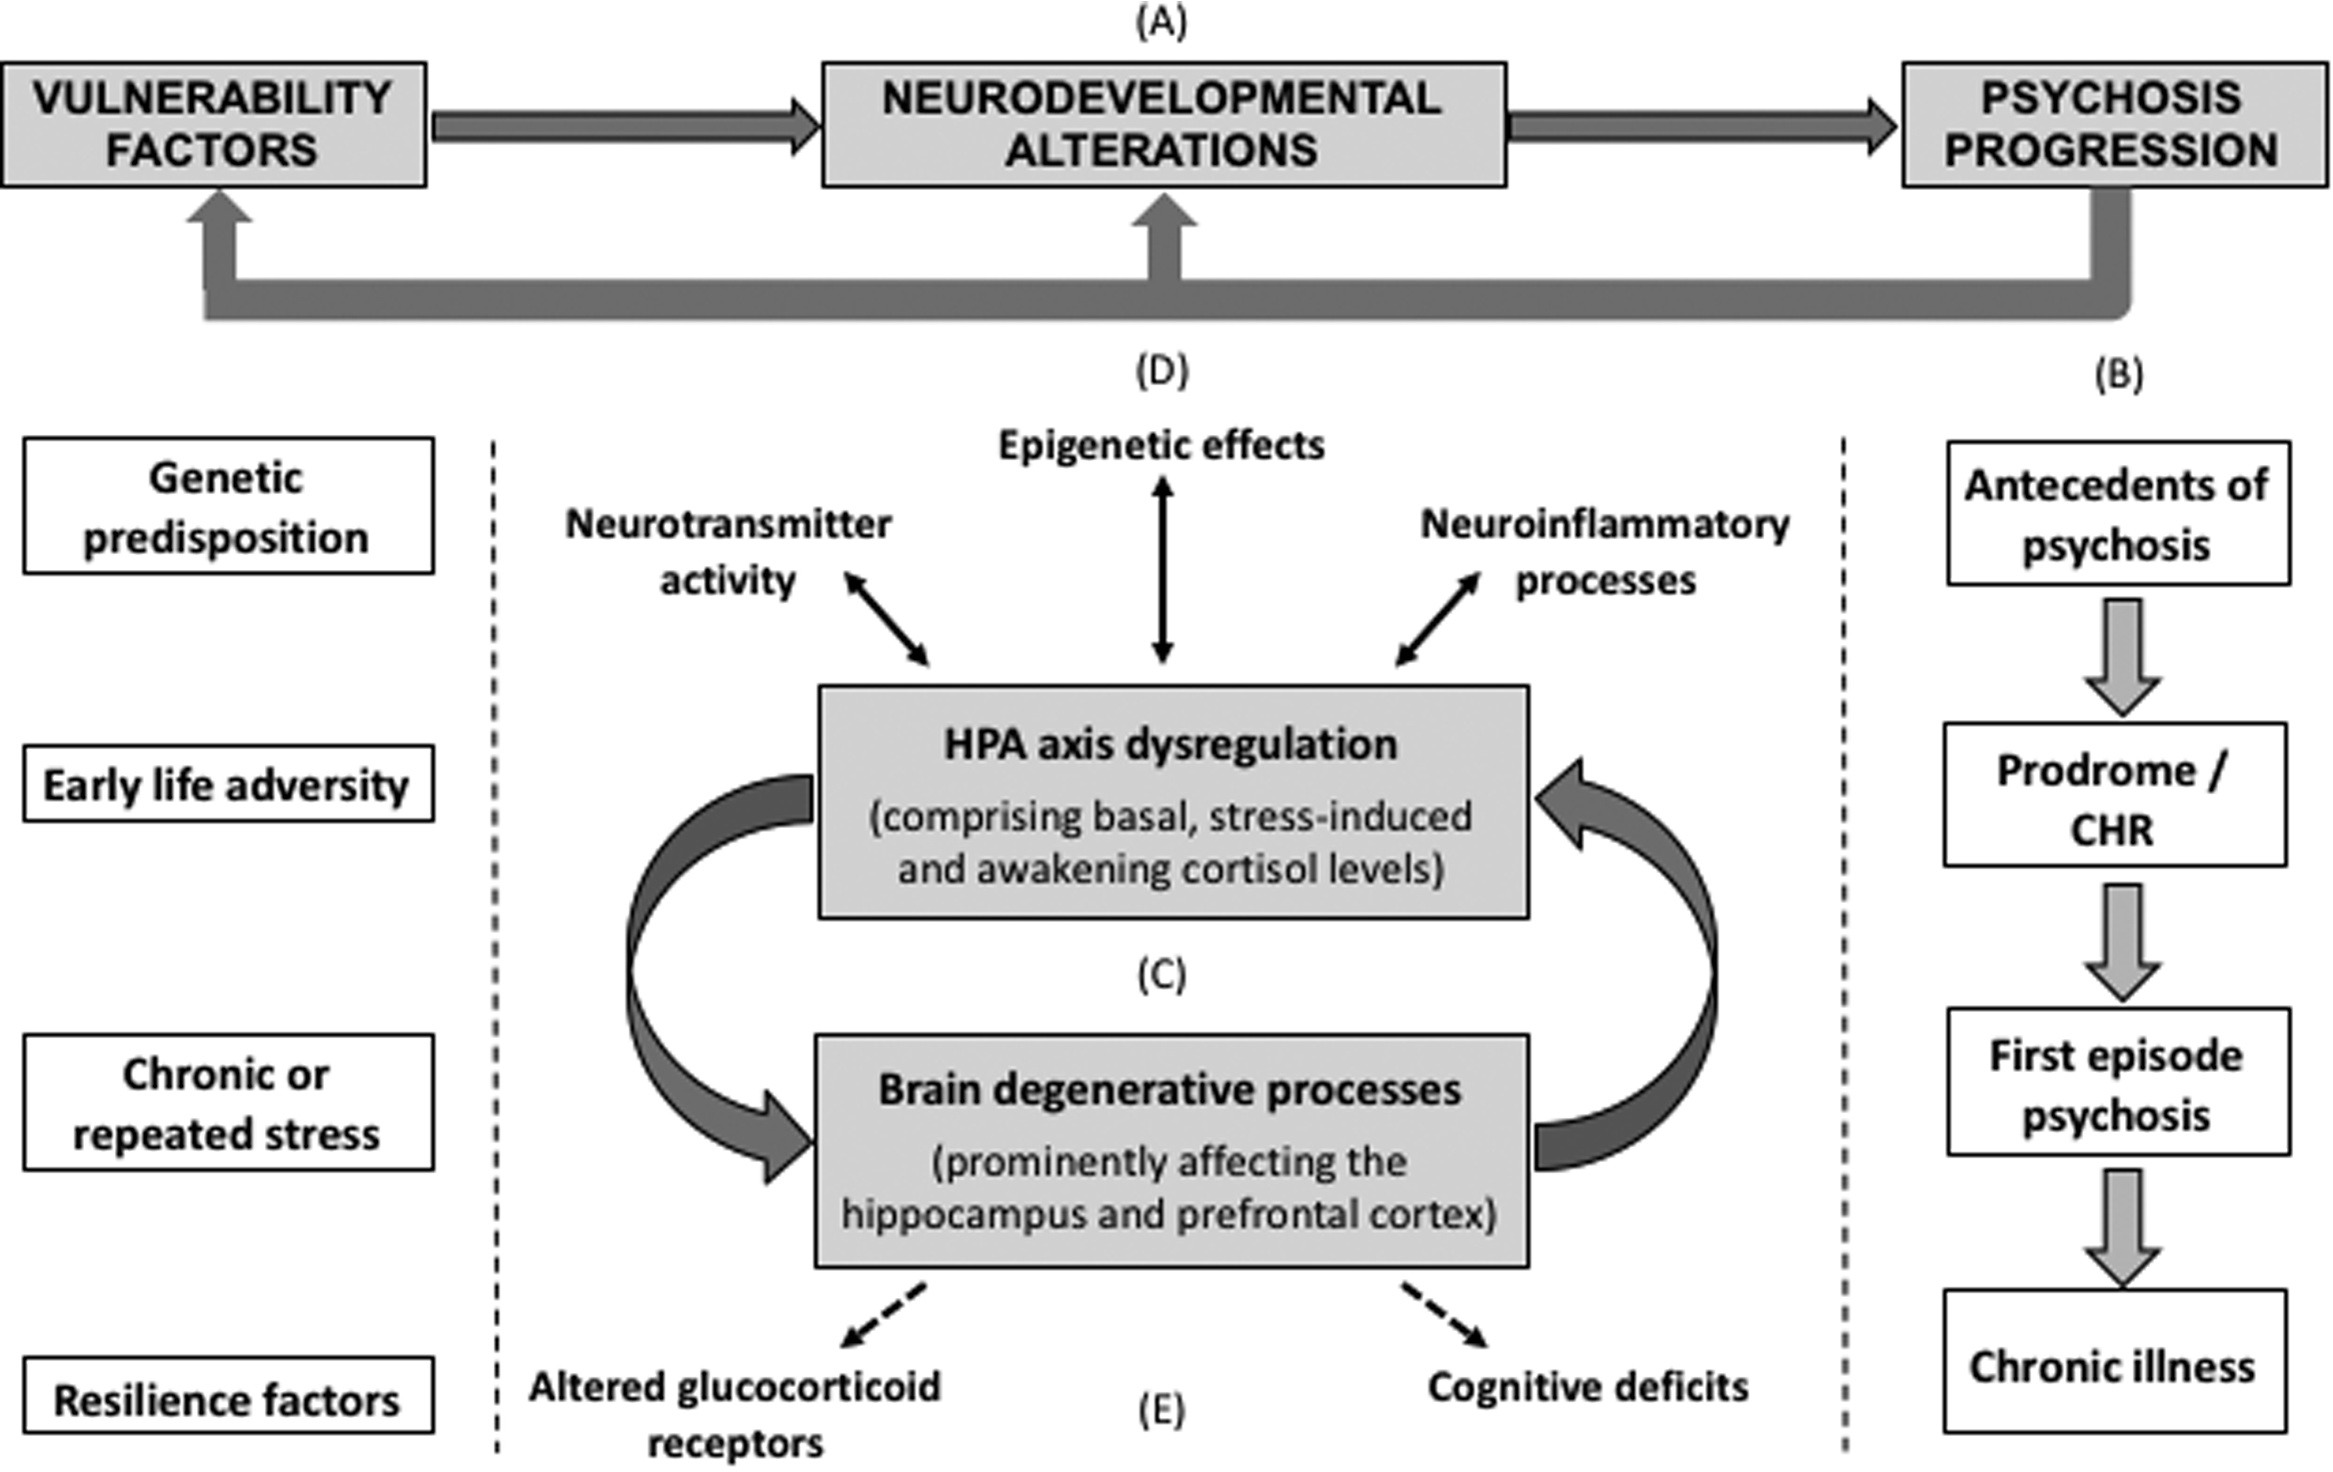 (A)
VULNERABILITY
FACTORS
NEURODEVELOPMENTAL
ALTERATIONS
PSYCHOSIS
PROGRESSION
(D)
(B)
Genetic
predisposition
Early life adversity
Chronic or
repeated stress
Resilience factors
Epigenetic effects
Neurotransmitter
activity
Neuroinflammatory
processes
HPA axis dysregulation
(comprising basal, stress-induced
and awakening cortisol levels)
(C)
Brain degenerative processes
(prominently affecting the
hippocampus and prefrontal cortex)
Altered glucocorticoid
receptors
(E)
Cognitive deficits
Antecedents of
psychosis
Prodrome /
CHR
First episode
psychosis
Chronic illness